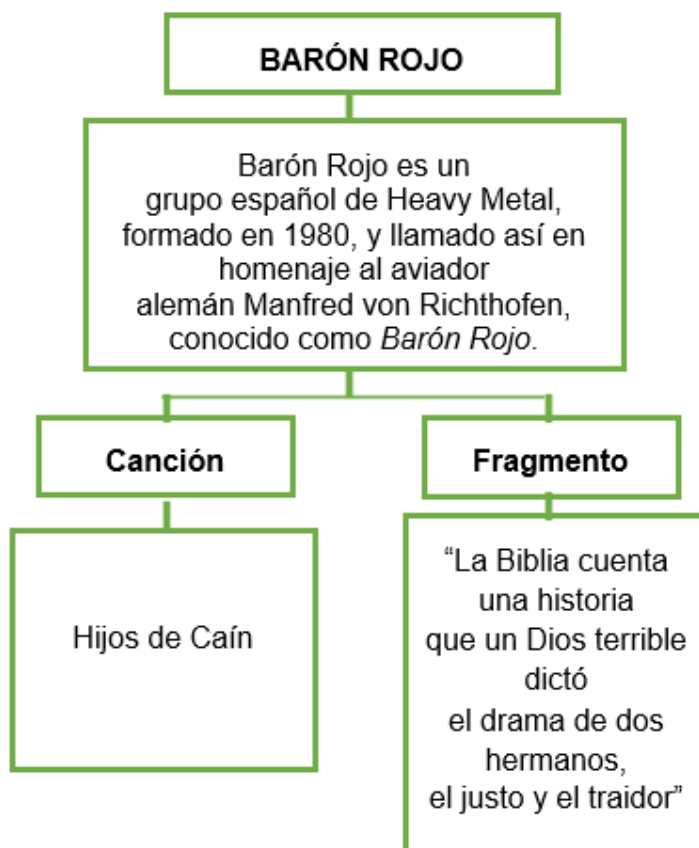 BARÓN ROJO
Barón Rojo es un
grupo español de Heavy Metal,
formado en 1980, y llamado así en
homenaje al aviador
alemán Manfred von Richthofen,
conocido como Barón Rojo.
Canción
Fragmento
Hijos de Caín
“La Biblia cuenta
una historia
que un Dios terrible
dictó
el drama de dos
hermanos,
el justo y el traidor”